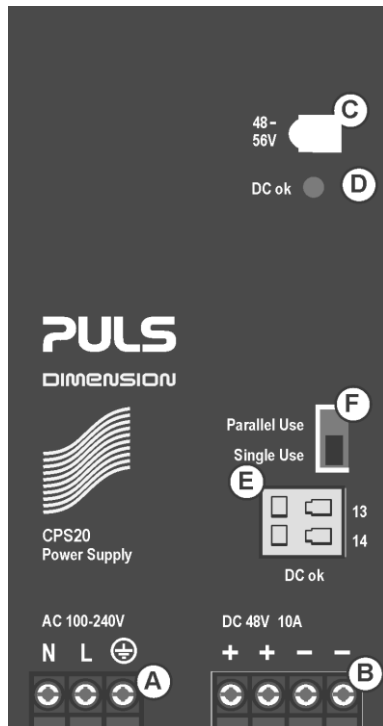 C
48–
56V
DC ok
D
PULS
DIMENSION
F
Parallel Use
Single Use
E
13
14
DC ok
CPS20
Power Supply
AC 100-240V
DC 48V 10A
N L
+ + – –
A
B